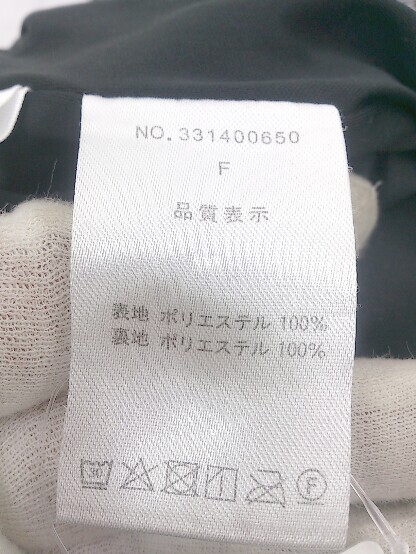 NO. 331400650
F
品質表示
表地 ポリエステル 100%
裏地 ポリエステル 100%
F